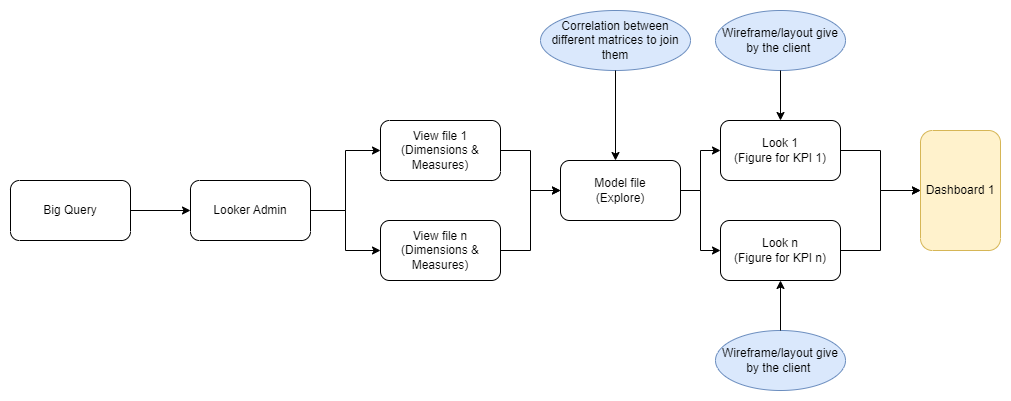 Correlation between
different matrices to join
them
Wireframe/layout give
by the client
View file 1
(Dimensions &
Measures)
Look 1
(Figure for KPI 1)
Big Query
Looker Admin
Model file
(Explore)
Dashboard 1
View file n
(Dimensions &
Measures)
Look n
(Figure for KPI n)
Wireframe/layout give
by the client